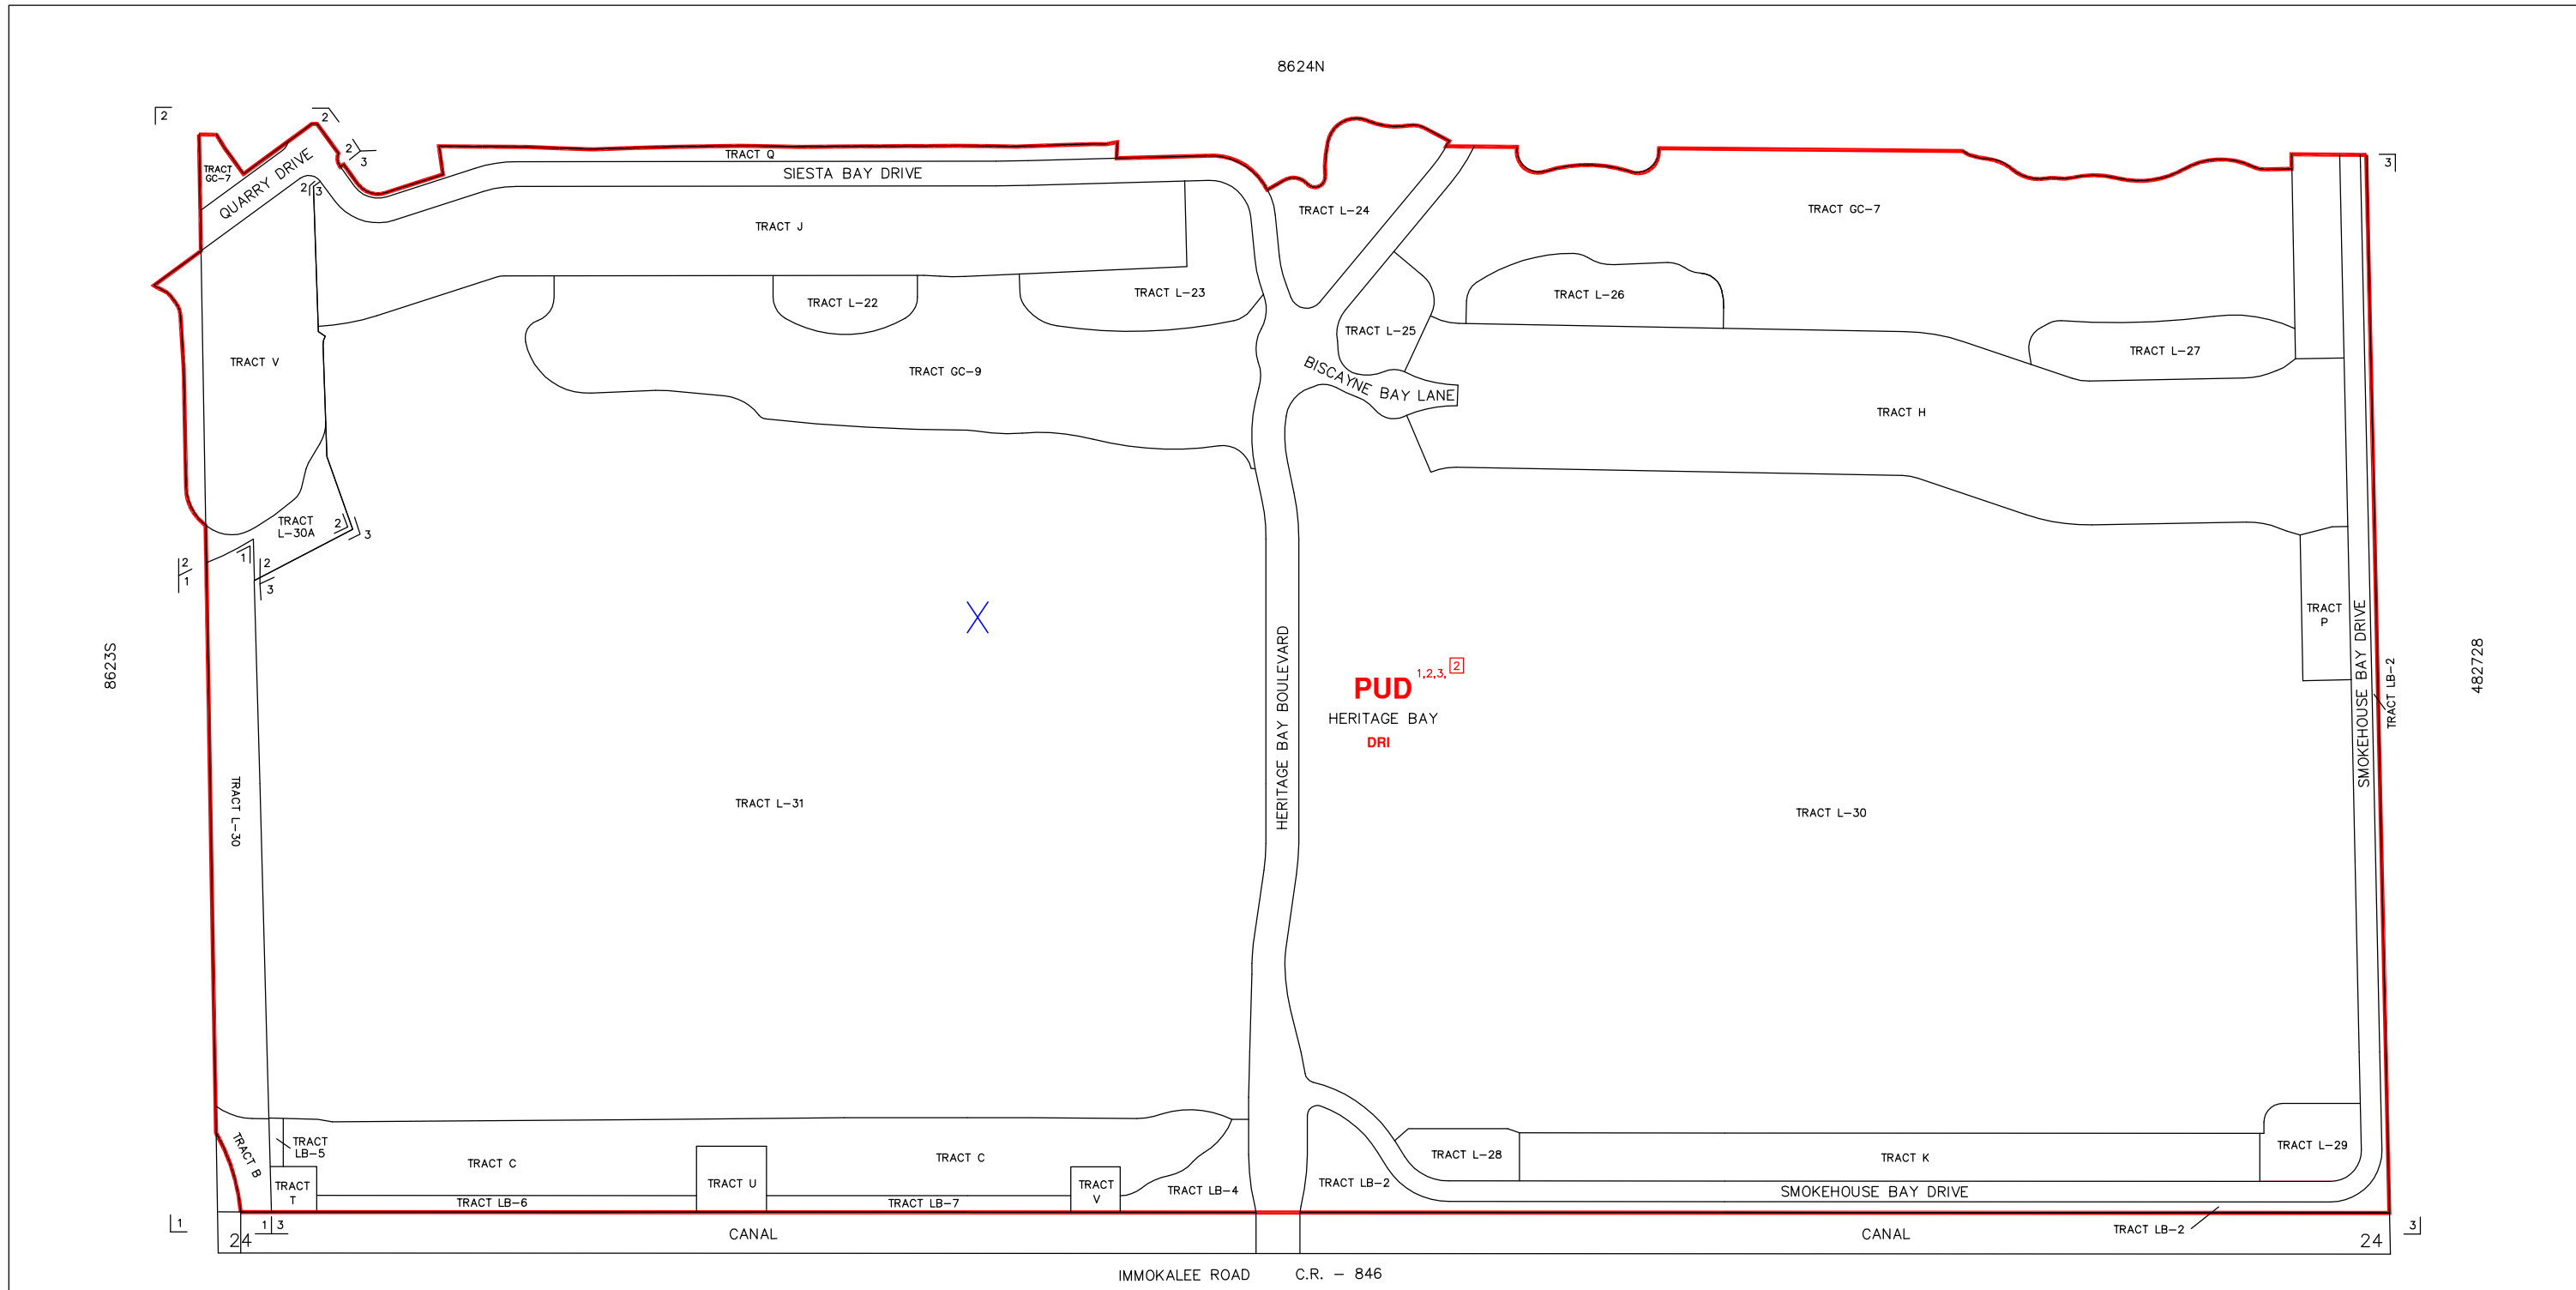 8624N
2
2
2
3
TRACT Q
TRACT
GC-7
QUARRY DRIVE
2
3
SIESTA BAY DRIVE
3
TRACT L-24
TRACT GC-7
TRACT J
TRACT L-22
TRACT L-23
TRACT L-26
TRACT L-25
TRACT L-27
TRACT V
TRACT GC-9
BISCAYNE BAY LANE
TRACT H
TRACT
L-30A
2
3
1
2
1
2
3
X
TRACT
P
8623S
HERITAGE BAY BOULEVARD
PUD 1,2,3, 2
HERITAGE BAY
DRI
SMOKEHOUSE BAY DRIVE
TRACT LB-2
482728
TRACT L-30
TRACT L-31
TRACT L-30
TRACT B
TRACT
LB-5
TRACT C
TRACT C
TRACT
T
TRACT U
TRACT
V
TRACT LB-4
TRACT LB-2
TRACT L-28
TRACT K
TRACT L-29
TRACT LB-6
TRACT LB-7
SMOKEHOUSE BAY DRIVE
1
1
3
24
CANAL
CANAL
TRACT LB-2
3
24
IMMOKALEE ROAD C.R. - 846